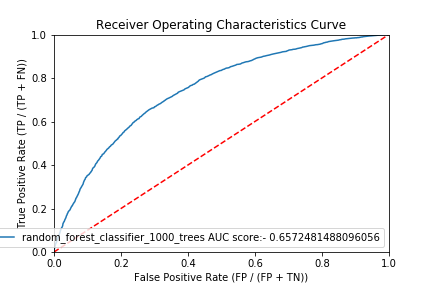 Receiver Operating Characteristics Curve
True Positive Rate (TP / (TP + FN))
1.0
0.8
0.6
0.4
0.2
0.0
random_forest_classifier_1000_trees AUC score:- 0.6572481488096056
0.0 0.2 0.4 0.6 0.8 1.0
False Positive Rate (FP / (FP + TN))